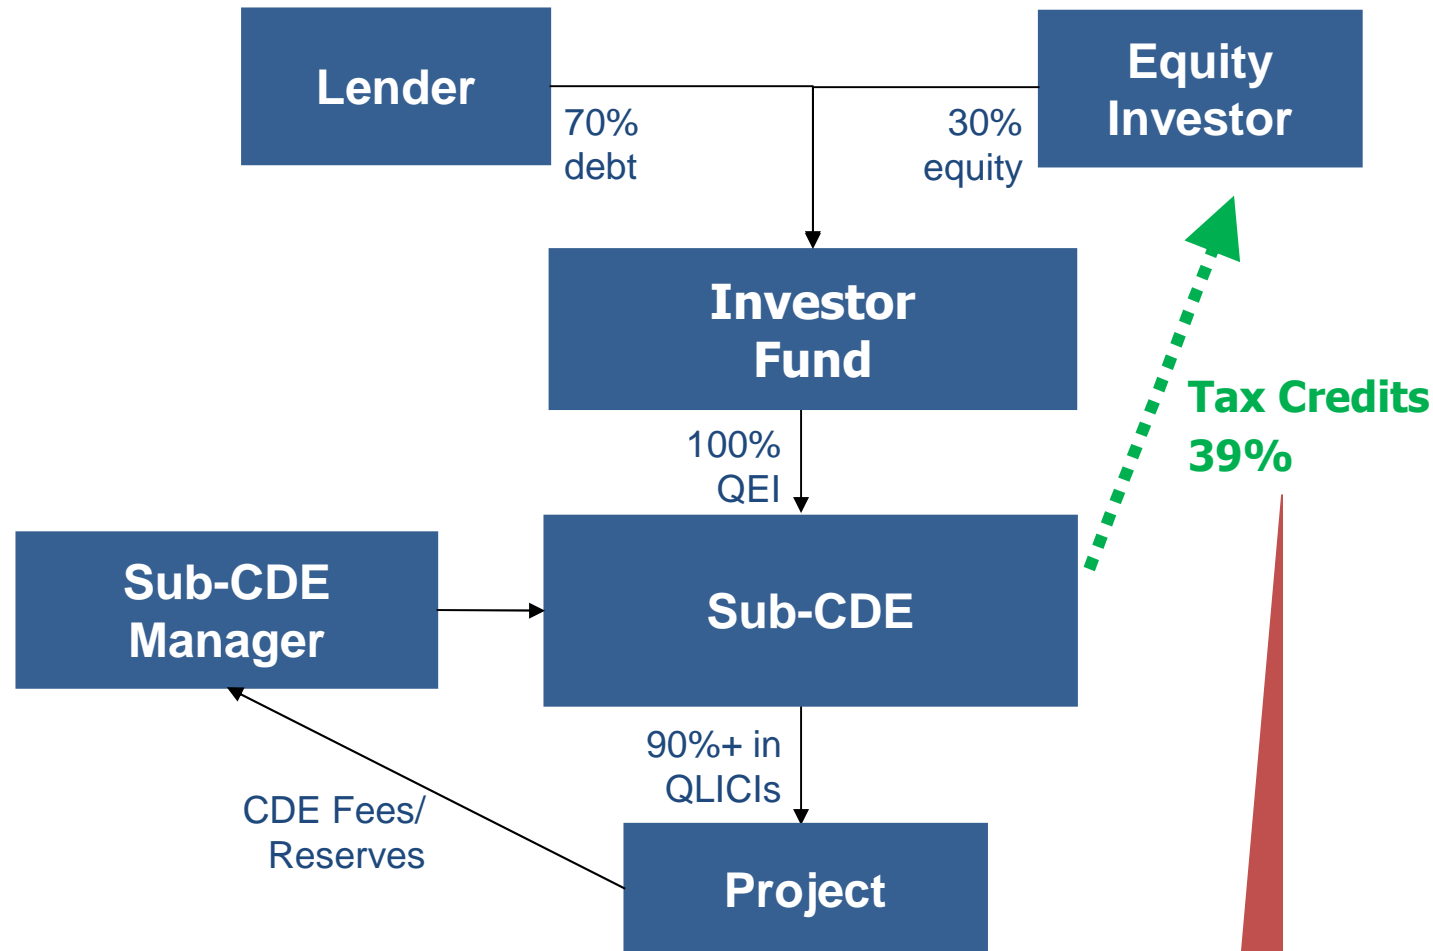 Lender
Equity
Investor
70%
debt
30%
equity
Investor
Fund
Tax Credits
39%
100%
QEI
Sub-CDE
Manager
Sub-CDE
90%+ in
QLICIs
CDE Fees/
Reserves
Project